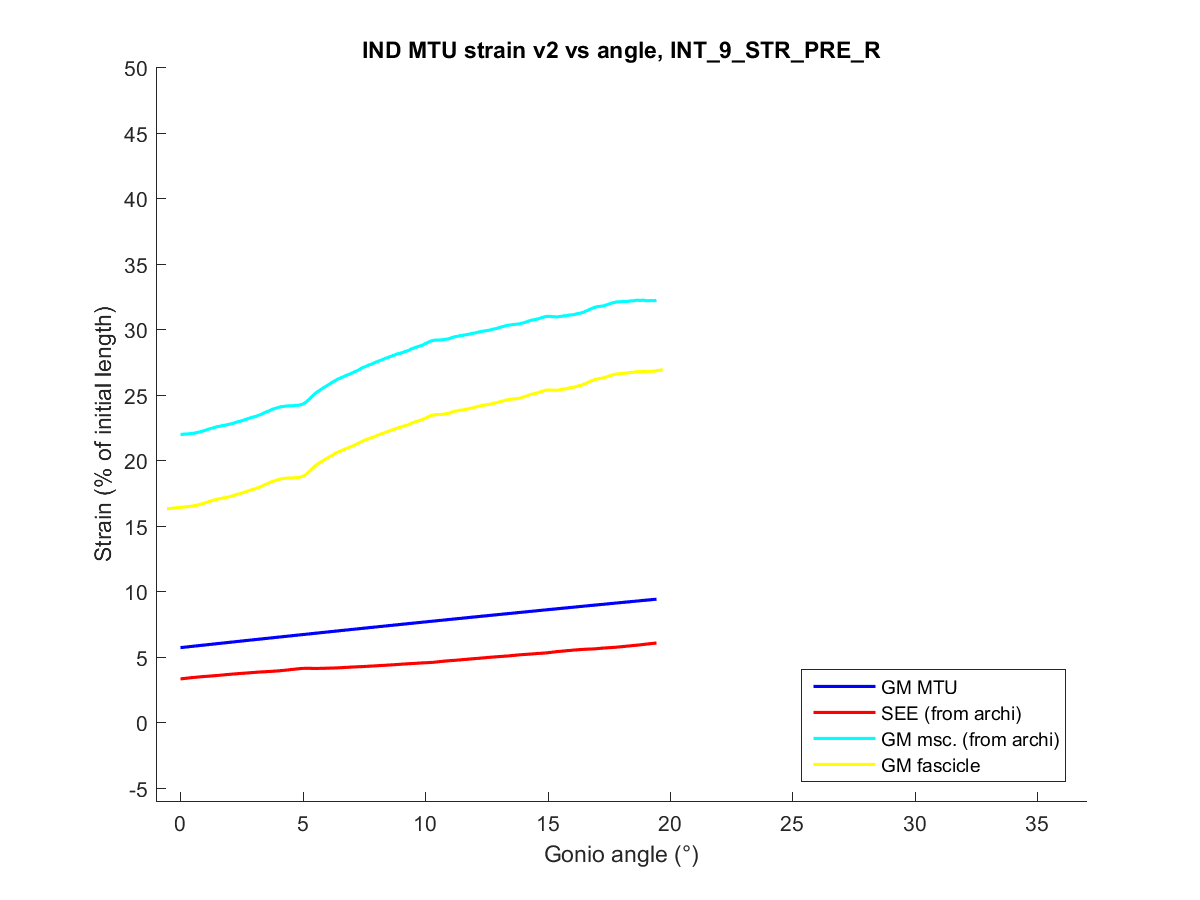 IND MTU strain v2 vs angle, INT_9_STR_PRE_R
50
45
40
35
30
25
20
15
10
5
0
-5
Strain (% of initial length)
0 5 10 15 20 25 30 35
Gonio angle (°)
GM MTU
SEE (from archi)
GM msc. (from archi)
GM fascicle